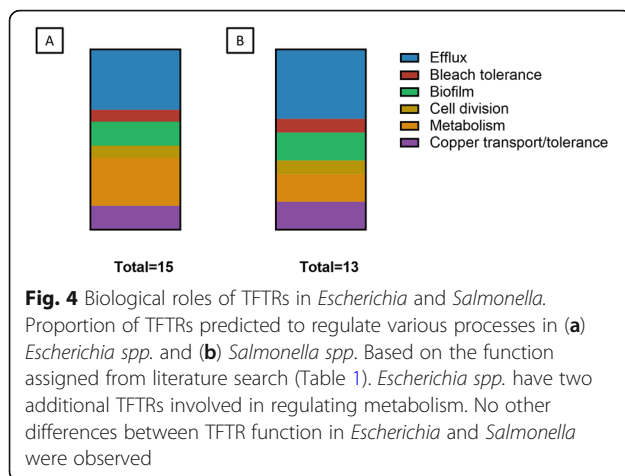 A
B
Efflux
Bleach tolerance
Biofilm
Cell division
Metabolism
Copper transport/tolerance
Total=15
Total=13
Fig. 4 Biological roles of TFTRs in Escherichia and Salmonella.
Proportion of TFTRs predicted to regulate various processes in (a)
Escherichia spp. and (b) Salmonella spp. Based on the function
assigned from literature search (Table 1). Escherichia spp. have two
additional TFTRs involved in regulating metabolism. No other
differences between TFTR function in Escherichia and Salmonella
were observed